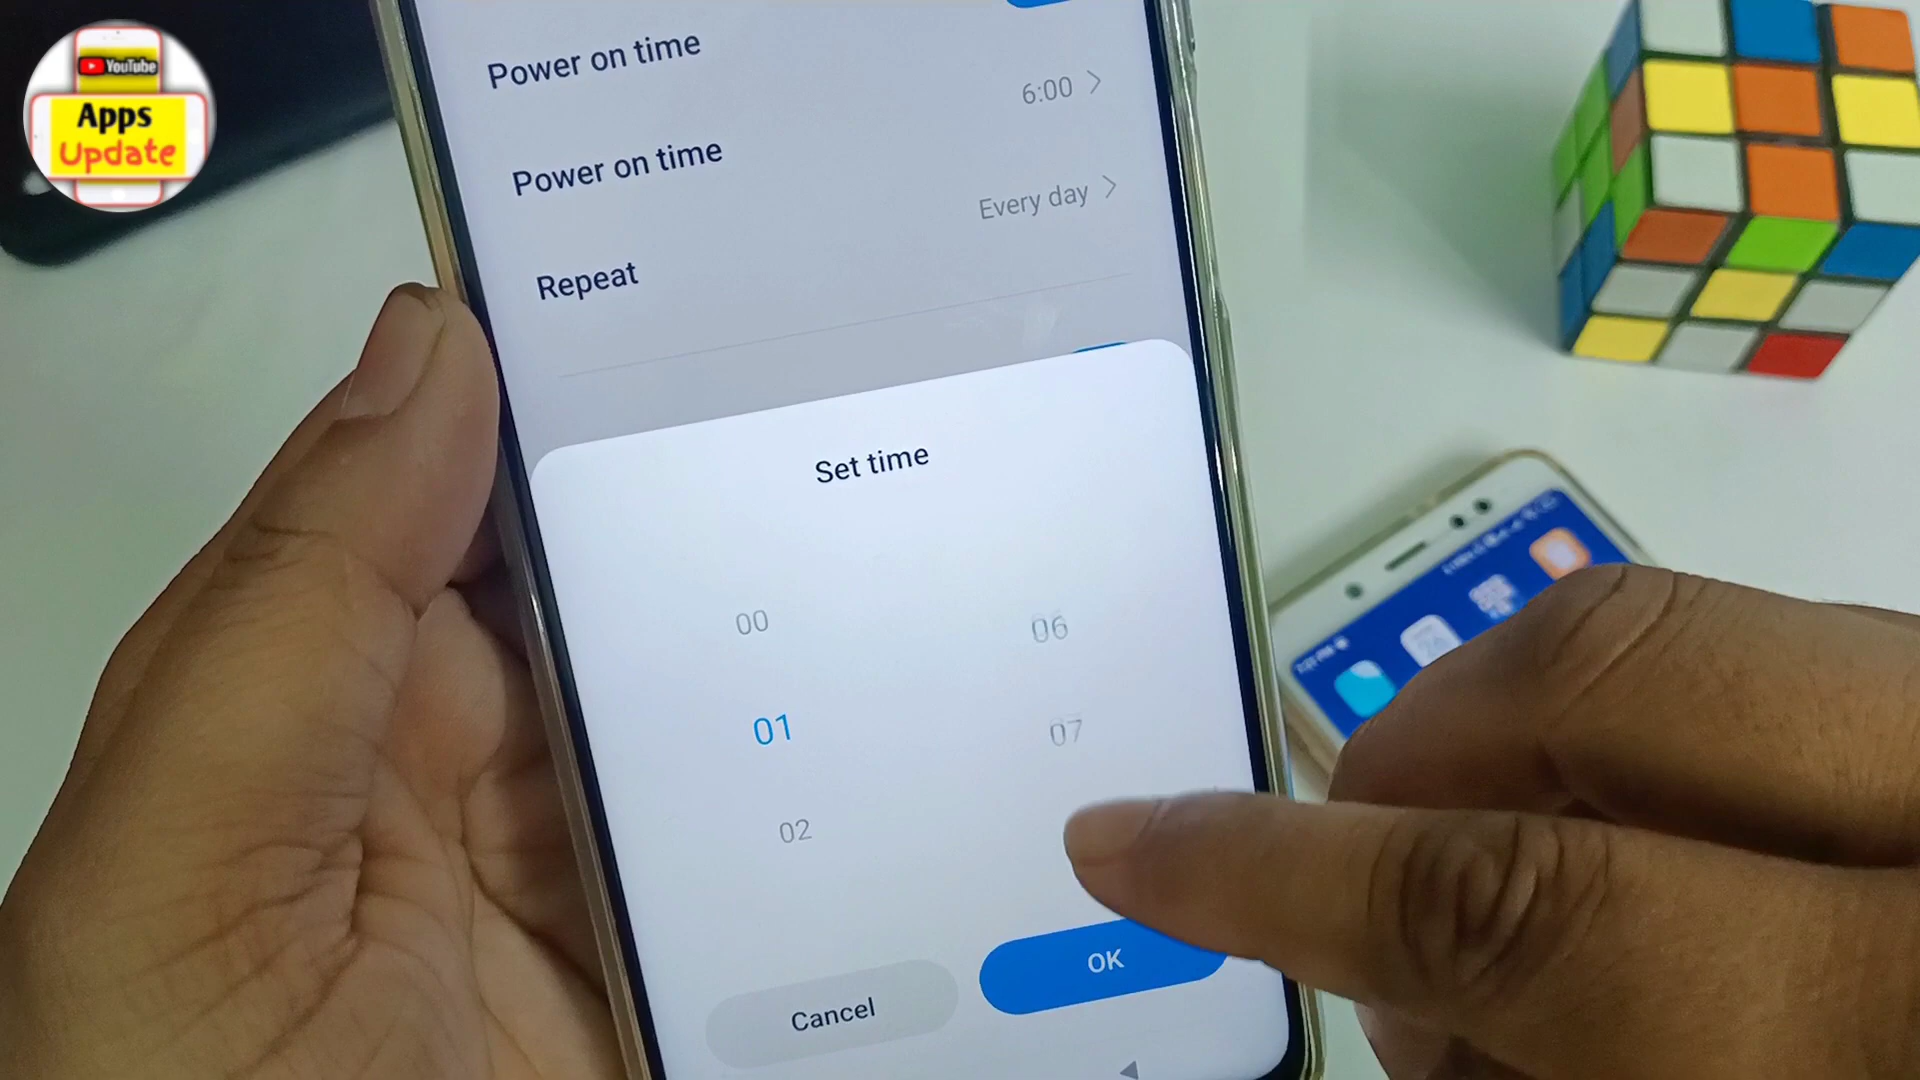 YouTube
Apps
Update
Power on time
6:00
Power on time
Every day
Repeat
Set time
00
06
01
07
02
OK
Cancel